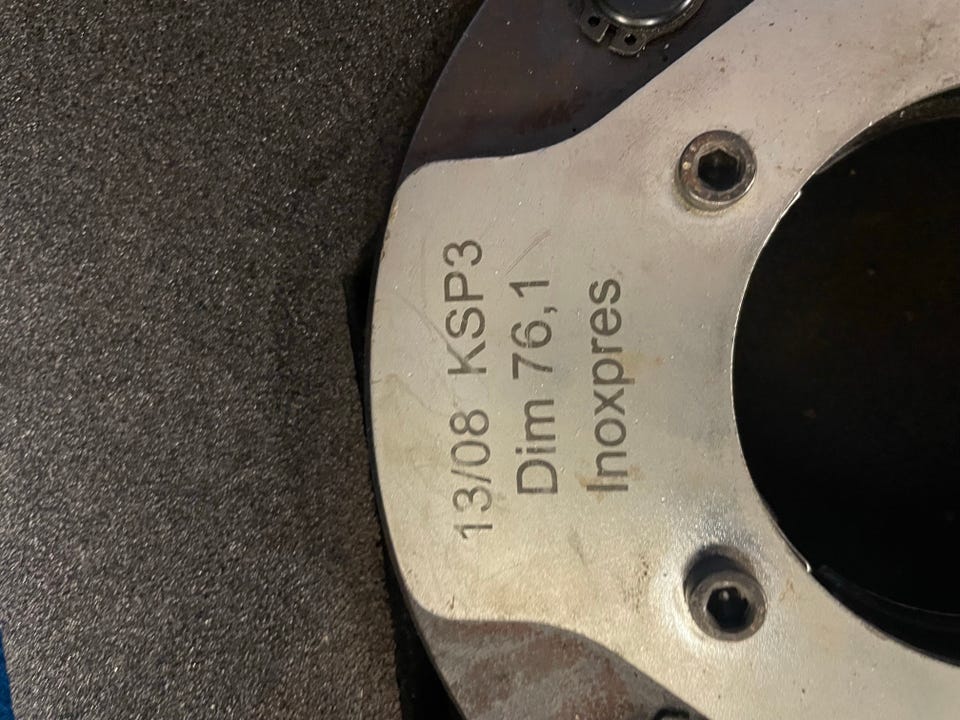 13/08 KSP3
Dim 76,1
Inoxpres